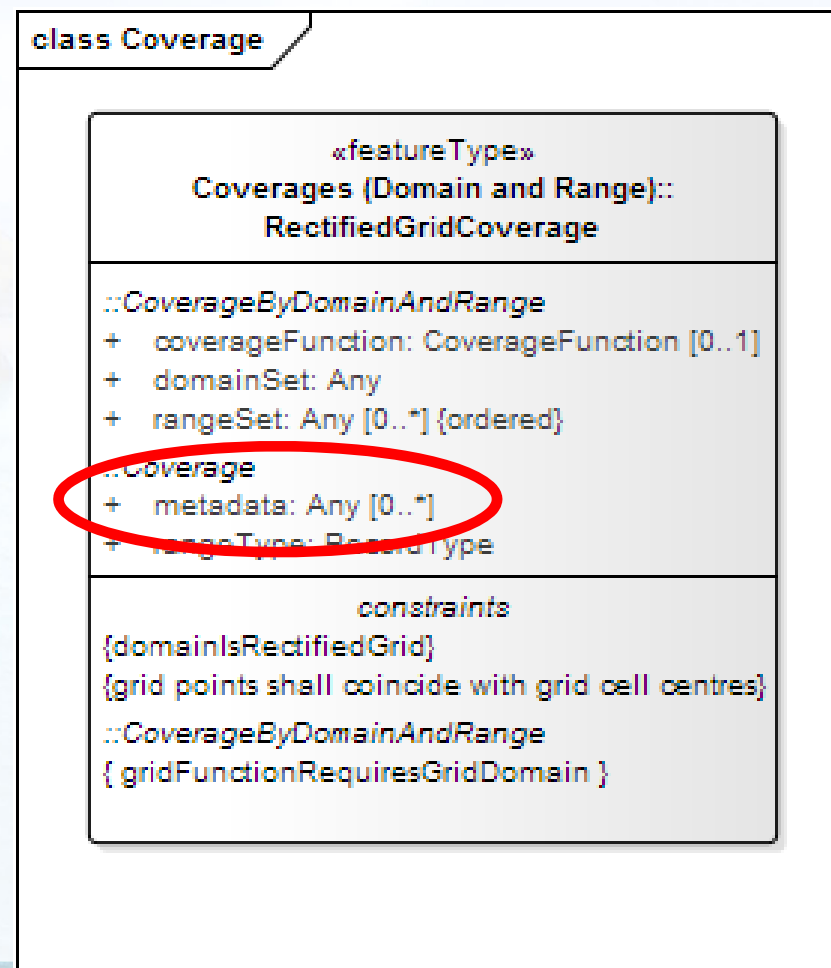 class Coverage
«featureType»
Coverages (Domain and Range)::
RectifiedGridCoverage
::CoverageByDomainAndRange
+ coverageFunction: CoverageFunction [0..1]
+ domainSet: Any
+ rangeSet: Any [0..*] {ordered}
::Coverage
+ metadata: Any [0..*]
+ rangeType: RecordType
constraints
{domainIsRectifiedGrid}
{grid points shall coincide with grid cell centres}
::CoverageByDomainAndRange
{ gridFunctionRequiresGridDomain }